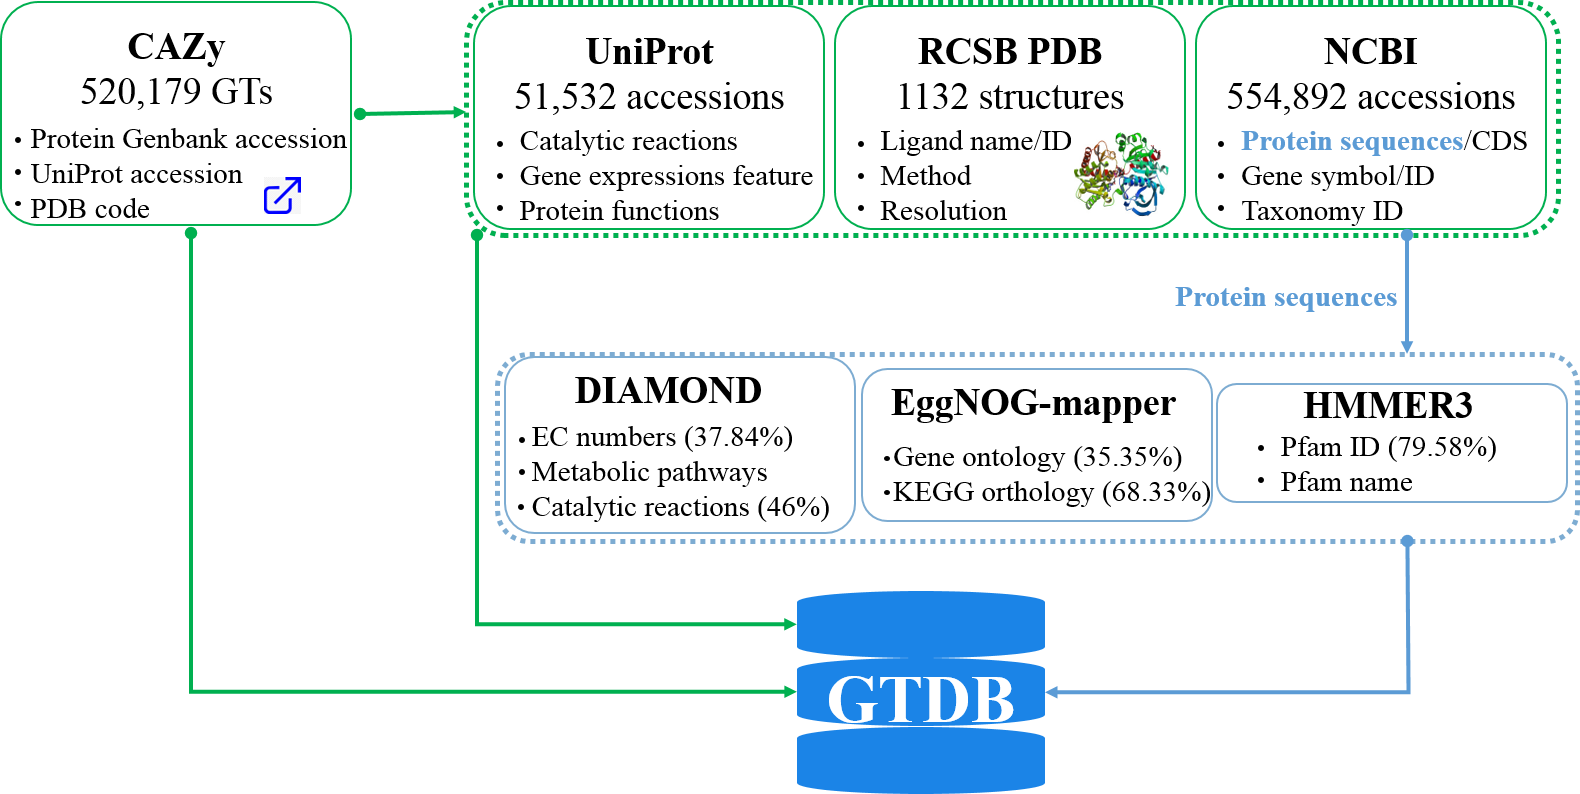 CAZy
520,179 GTs
• Protein Genbank accession
• UniProt accession
• PDB code
UniProt
51,532 accessions
• Catalytic reactions
• Gene expressions feature
• Protein functions
RCSB PDB
1132 structures
• Ligand name/ID
• Method
• Resolution
NCBI
554,892 accessions
• Protein sequences/CDS
• Gene symbol/ID
• Taxonomy ID
Protein sequences
DIAMOND
• EC numbers (37.84%)
• Metabolic pathways
• Catalytic reactions (46%)
EggNOG-mapper
• Gene ontology (35.35%)
• KEGG orthology (68.33%)
HMMER3
• Pfam ID (79.58%)
• Pfam name
GTDB